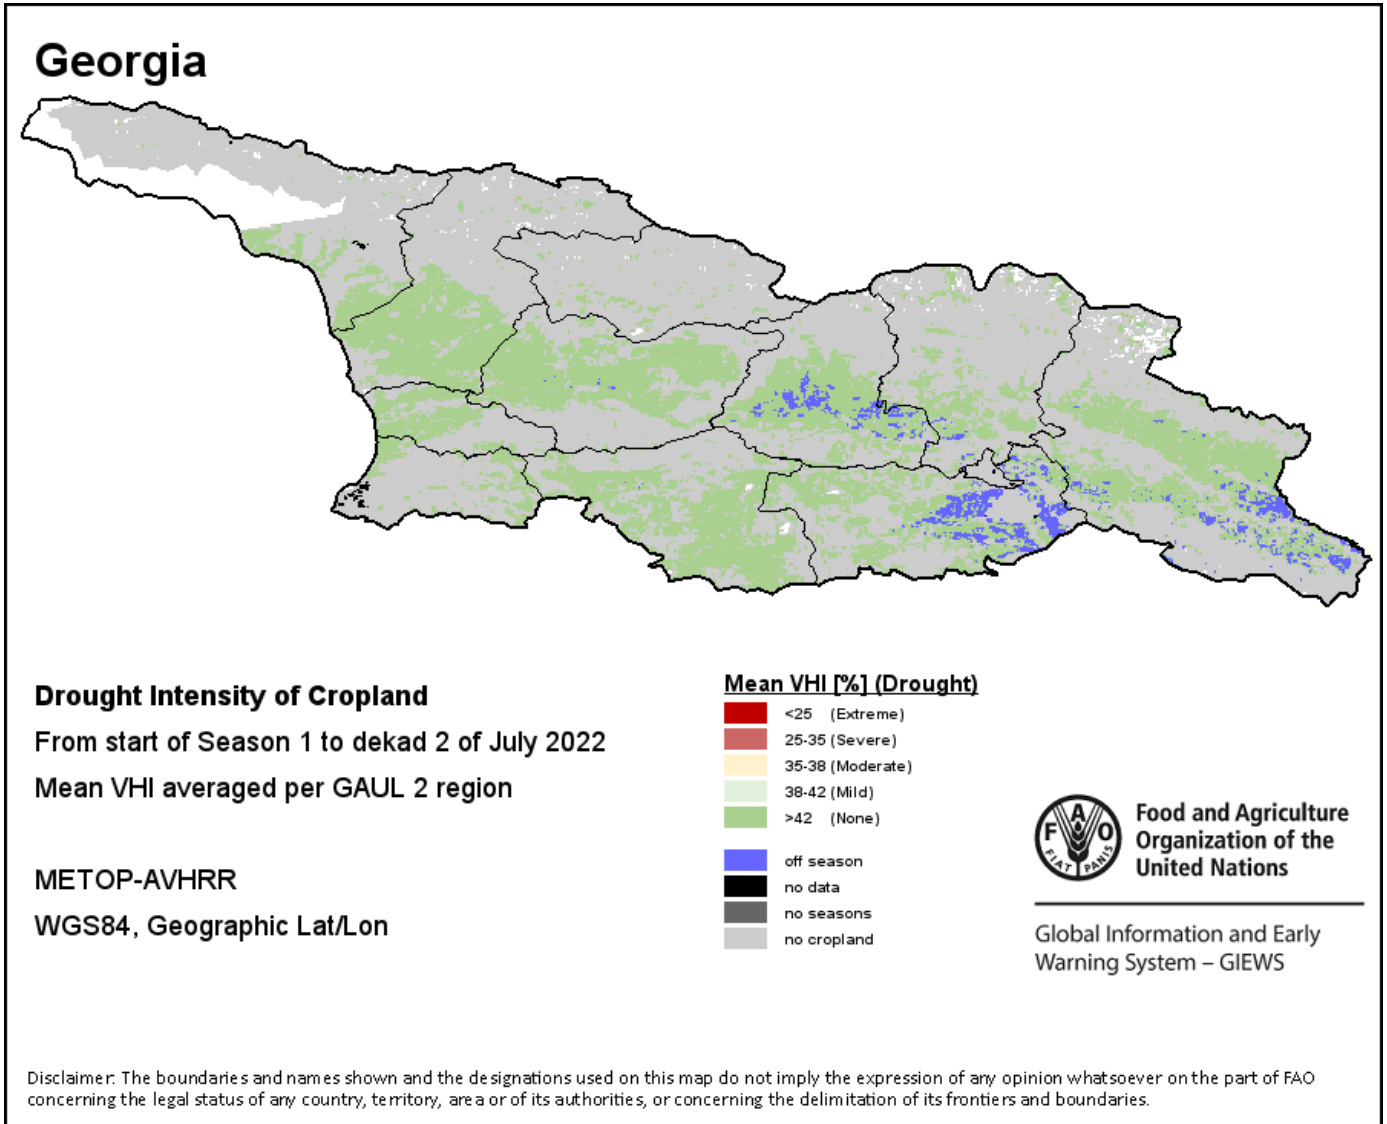 Georgia
Drought Intensity of Cropland
From start of Season 1 to dekad 2 of July 2022
Mean VHI averaged per GAUL 2 region
METOP-AVHRR
WGS84, Geographic Lat/Lon
Mean VHI [%] (Drought)
<25 (Extreme)
25-35 (Severe)
35-38 (Moderate)
38-42 (Mild)
>42 (None)
off season
no data
no seasons
no cropland
F A O
FIAT PANIS
Food and Agriculture
Organization of the
United Nations
Global Information and Early
Warning System – GIEWS
Disclaimer: The boundaries and names shown and the designations used on this map do not imply the expression of any opinion whatsoever on the part of FAO
concerning the legal status of any country, territory, area or of its authorities, or concerning the delimitation of its frontiers and boundaries.